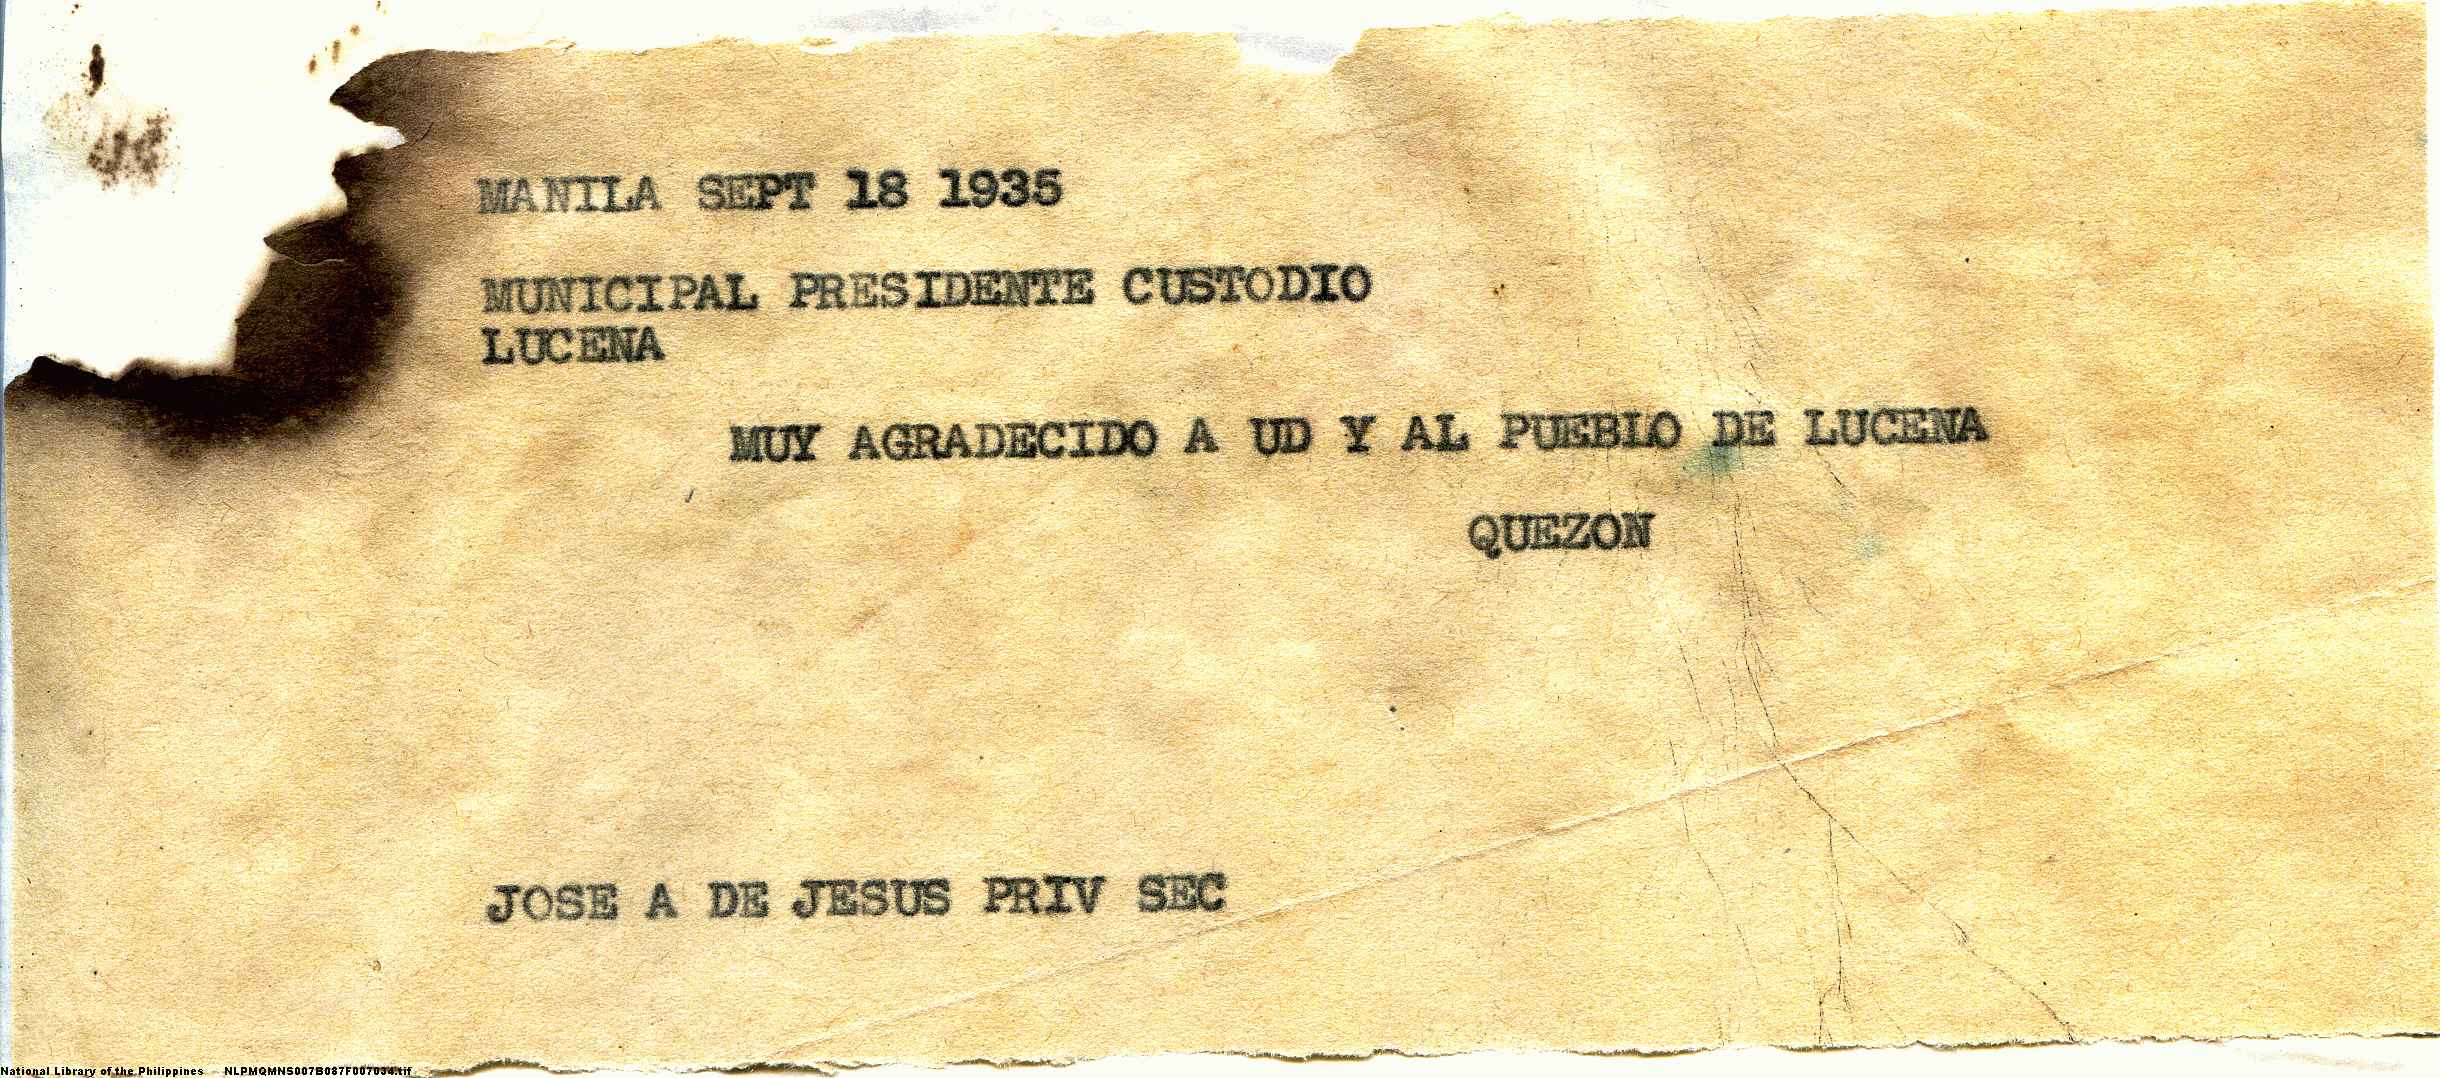 MANILA SEPT 18 1935
MUNICIPAL PRESIDENTE CUSTODIO
LUCENA
MUY AGRADECIDO A UD Y AL PUEBLO DE LUCENA
QUEZON
JOSE A DE JESUS PRIV SEC
National Library of the Philippines NLPMQMNS007B087F007034.tif